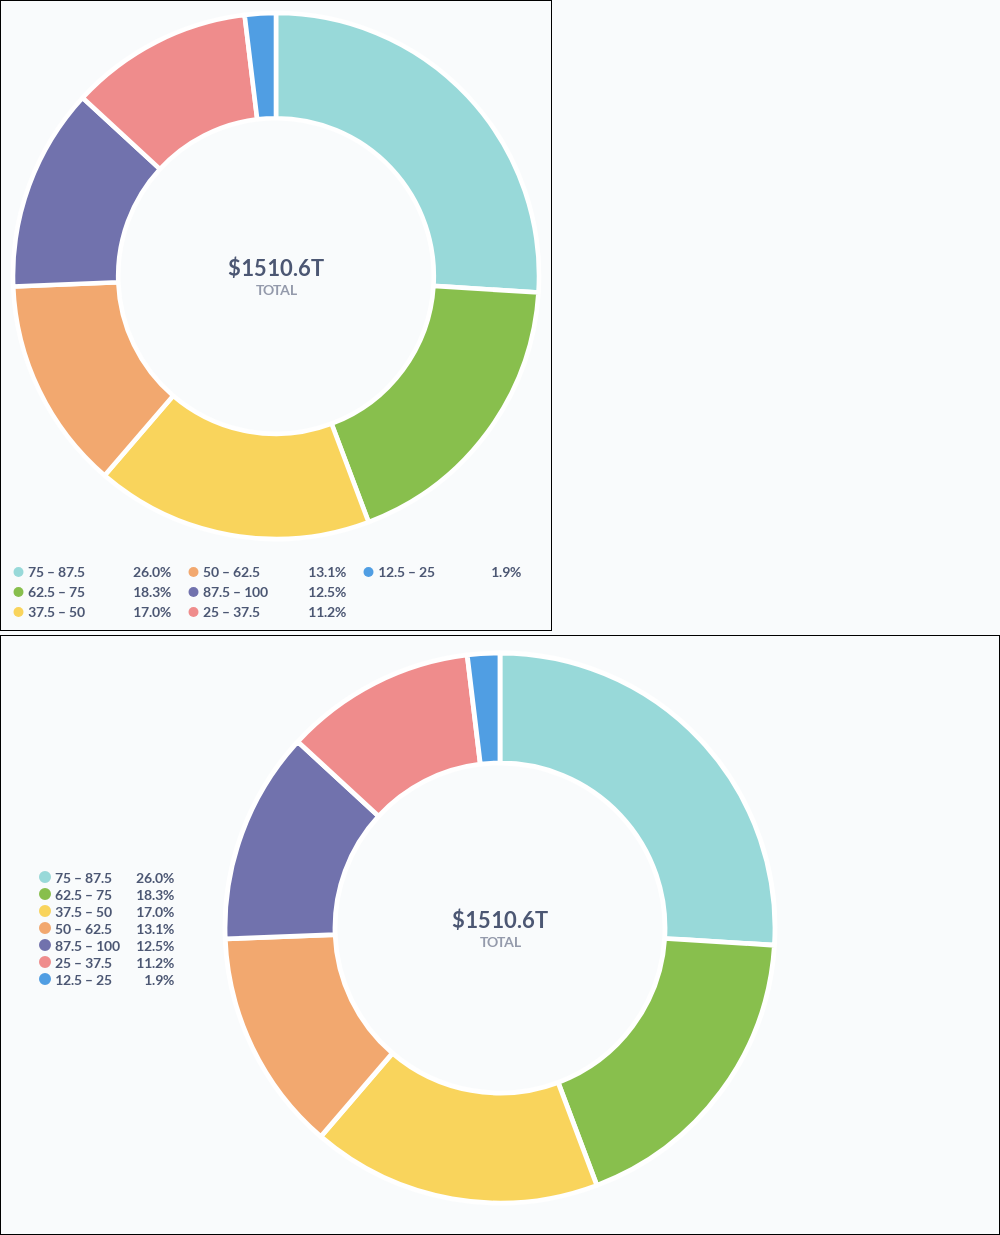 $1510.6T
TOTAL
75 – 87.5 26.0% 50 – 62.5 13.1% 12.5 – 25 1.9%
62.5 – 75 18.3% 87.5 – 100 12.5%
37.5 – 50 17.0% 25 – 37.5 11.2%
75 – 87.5 26.0%
62.5 – 75 18.3%
37.5 – 50 17.0%
50 – 62.5 13.1%
87.5 – 100 12.5%
25 – 37.5 11.2%
12.5 – 25 1.9%
$1510.6T
TOTAL